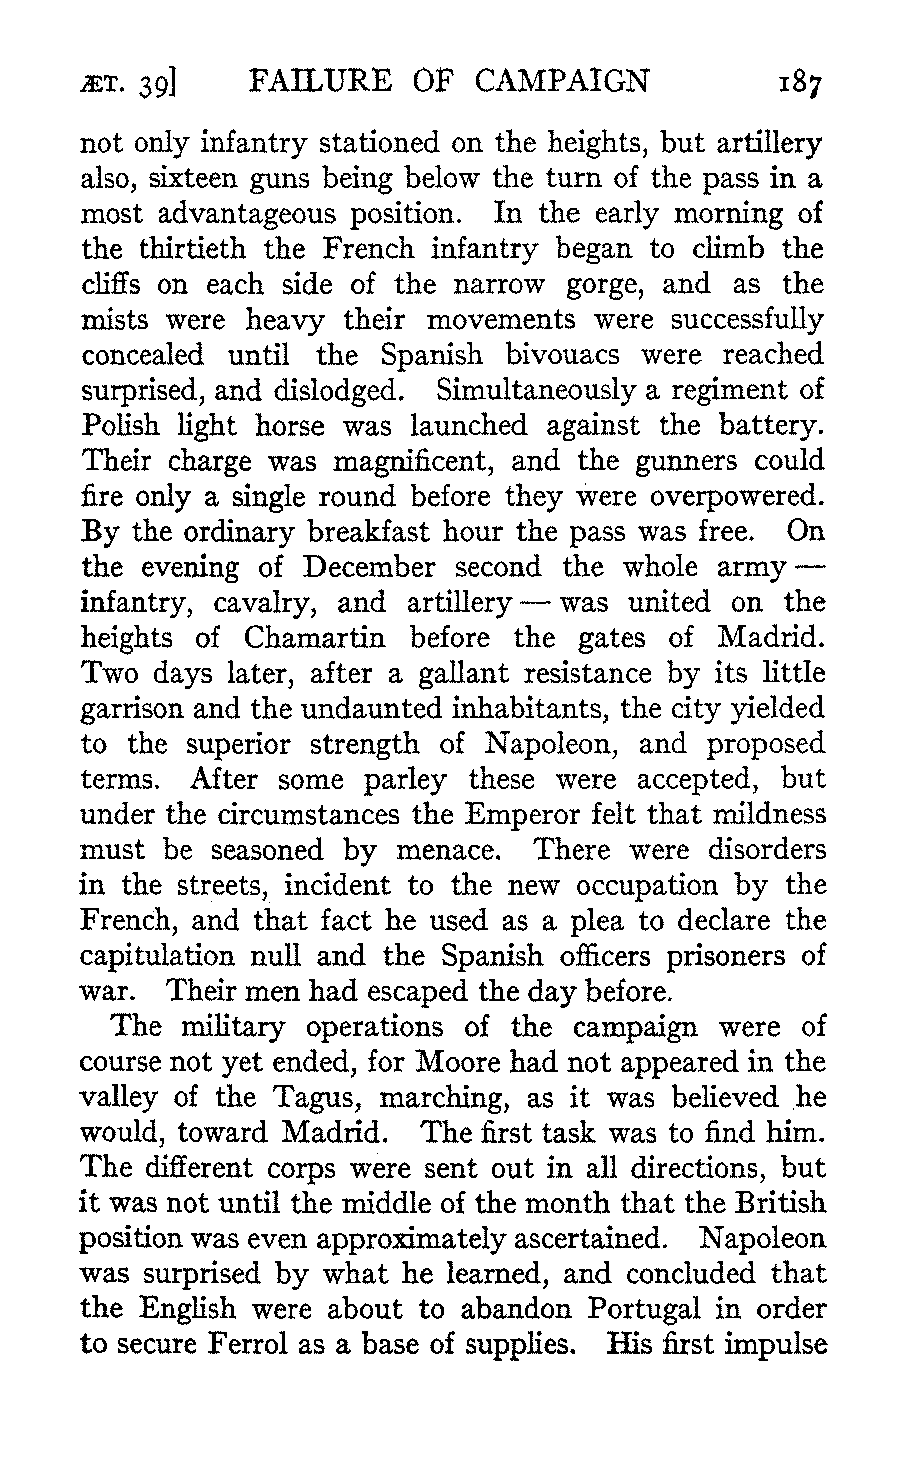 ÆT. 39] FAILURE OF CAMPAIGN 187
not only infantry stationed on the heights, but artillery
also, sixteen guns being below the turn of the pass in a
most advantageous position. In the early morning of
the thirtieth the French infantry began to climb the
cliffs on each side of the narrow gorge, and as the
mists were heavy their movements were successfully
concealed until the Spanish bivouacs were reached
surprised, and dislodged. Simultaneously a regiment of
Polish light horse was launched against the battery.
Their charge was magnificent, and the gunners could
fire only a single round before they were overpowered.
By the ordinary breakfast hour the pass was free. On
the evening of December second the whole army —
infantry, cavalry, and artillery — was united on the
heights of Chamartin before the gates of Madrid.
Two days later, after a gallant resistance by its little
garrison and the undaunted inhabitants, the city yielded
to the superior strength of Napoleon, and proposed
terms. After some parley these were accepted, but
under the circumstances the Emperor felt that mildness
must be seasoned by menace. There were disorders
in the streets, incident to the new occupation by the
French, and that fact he used as a plea to declare the
capitulation null and the Spanish officers prisoners of
war. Their men had escaped the day before.
The military operations of the campaign were of
course not yet ended, for Moore had not appeared in the
valley of the Tagus, marching, as it was believed he
would, toward Madrid. The first task was to find him.
The different corps were sent out in all directions, but
it was not until the middle of the month that the British
position was even approximately ascertained. Napoleon
was surprised by what he learned, and concluded that
the English were about to abandon Portugal in order
to secure Ferrol as a base of supplies. His first impulse